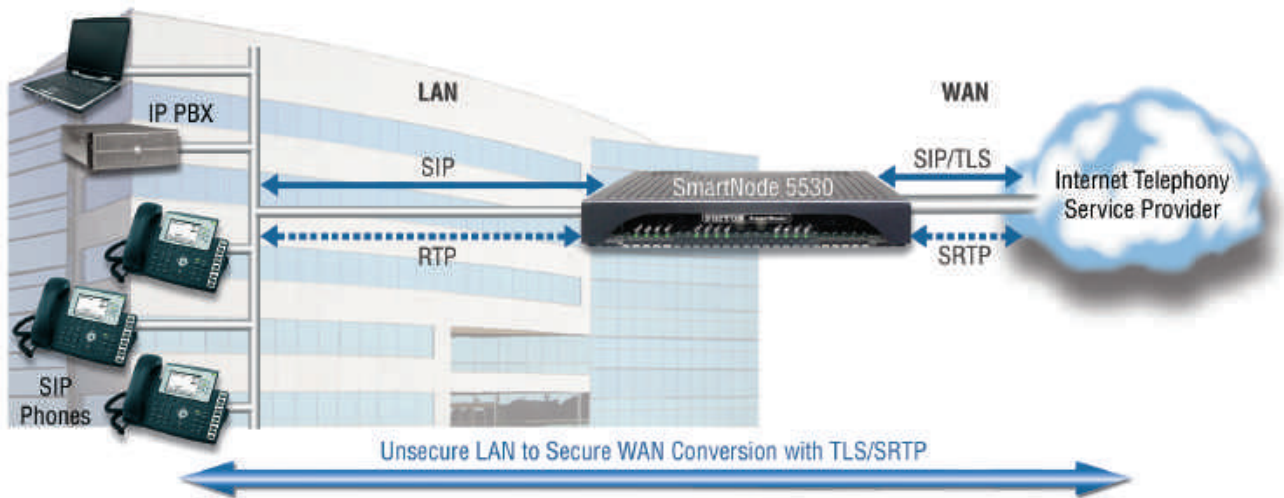 LAN
WAN
IP PBX
SIP
SIP/TLS
SmartNode 5530
Internet Telephony
Service Provider
PATTON
RTP
SRTP
SIP
Phones
Unsecure LAN to Secure WAN Conversion with TLS/SRTP